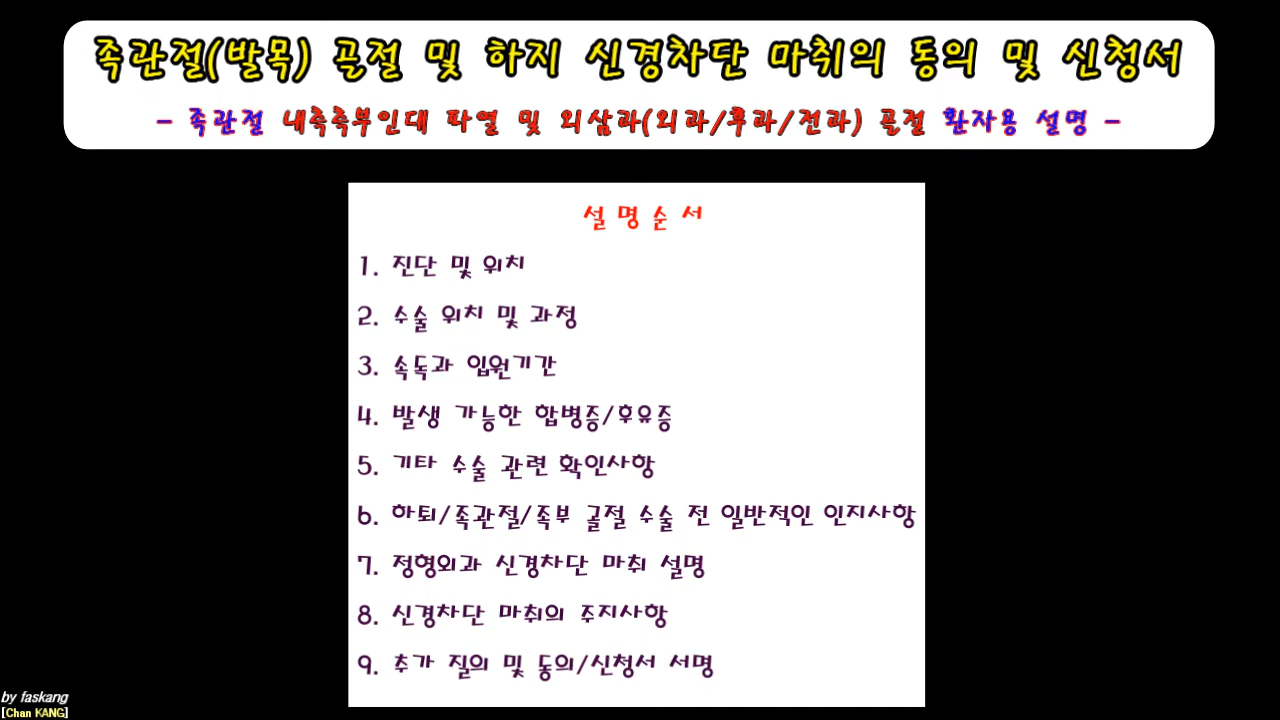 족관절(발목) 골절 및 하지 신경차단 마취의 동의 및 신청서
- 족관절 내측측부인대 파열 및 외삼과(외과/후과/전과) 골절 환자용 설명 -
설 명 순 서
1. 진단 및 위치
2. 수술 위치 및 과정
3. 속독과 입원기간
4. 발생 가능한 합병증/후유증
5. 기타 수술 관련 확인사항
6. 하퇴/족관절/족부 골절 수술 전 일반적인 인지사항
7. 정형외과 신경차단 마취 설명
8. 신경차단 마취의 주지사항
9. 추가 질의 및 동의/신청서 서명
by faskang
[Chan KANG]